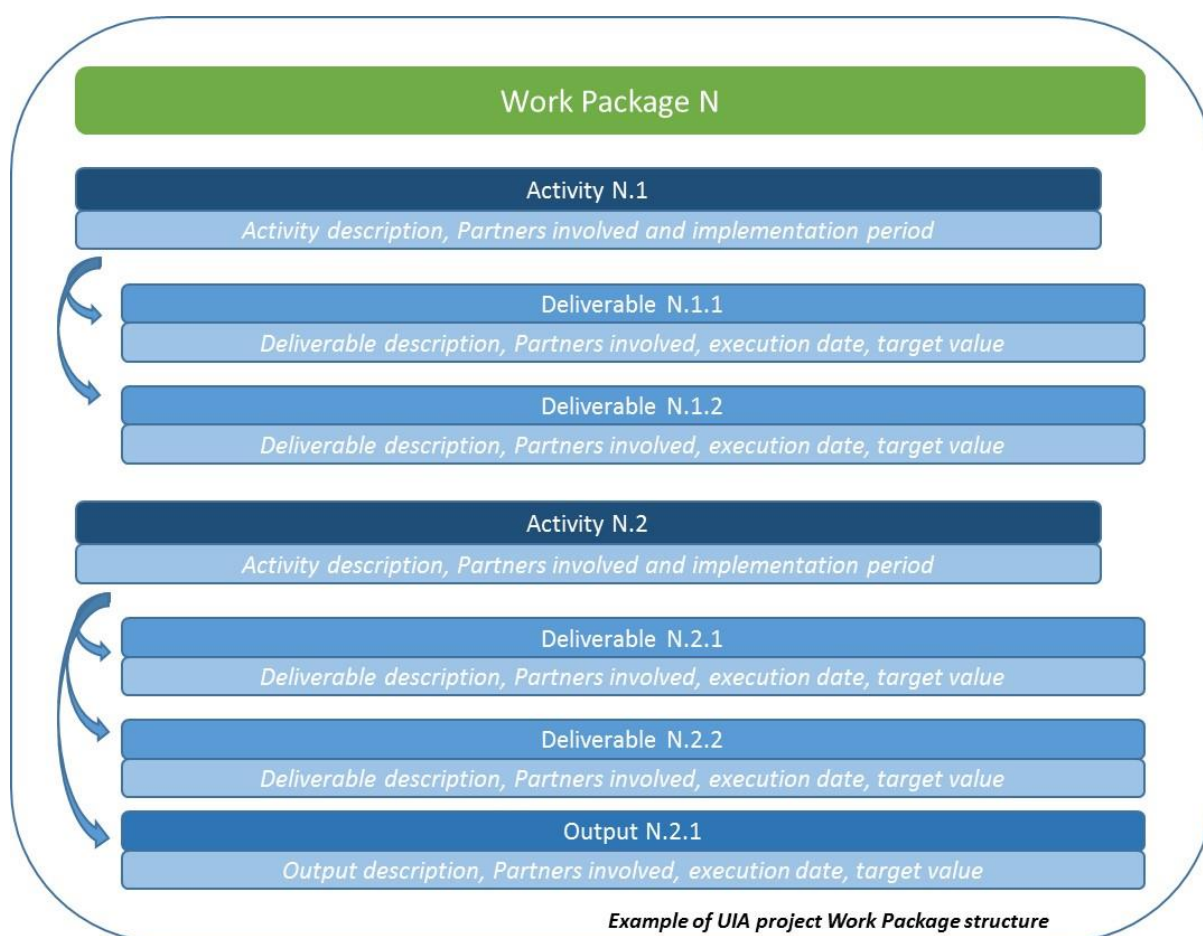 Work Package N
Activity N.1
Activity description, Partners involved and implementation period
Deliverable N.1.1
Deliverable description, Partners involved, execution date, target value
Deliverable N.1.2
Deliverable description, Partners involved, execution date, target value
Activity N.2
Activity description, Partners involved and implementation period
Deliverable N.2.1
Deliverable description, Partners involved, execution date, target value
Deliverable N.2.2
Deliverable description, Partners involved, execution date, target value
Output N.2.1
Output description, Partners involved, execution date, target value
Example of UIA project Work Package structure